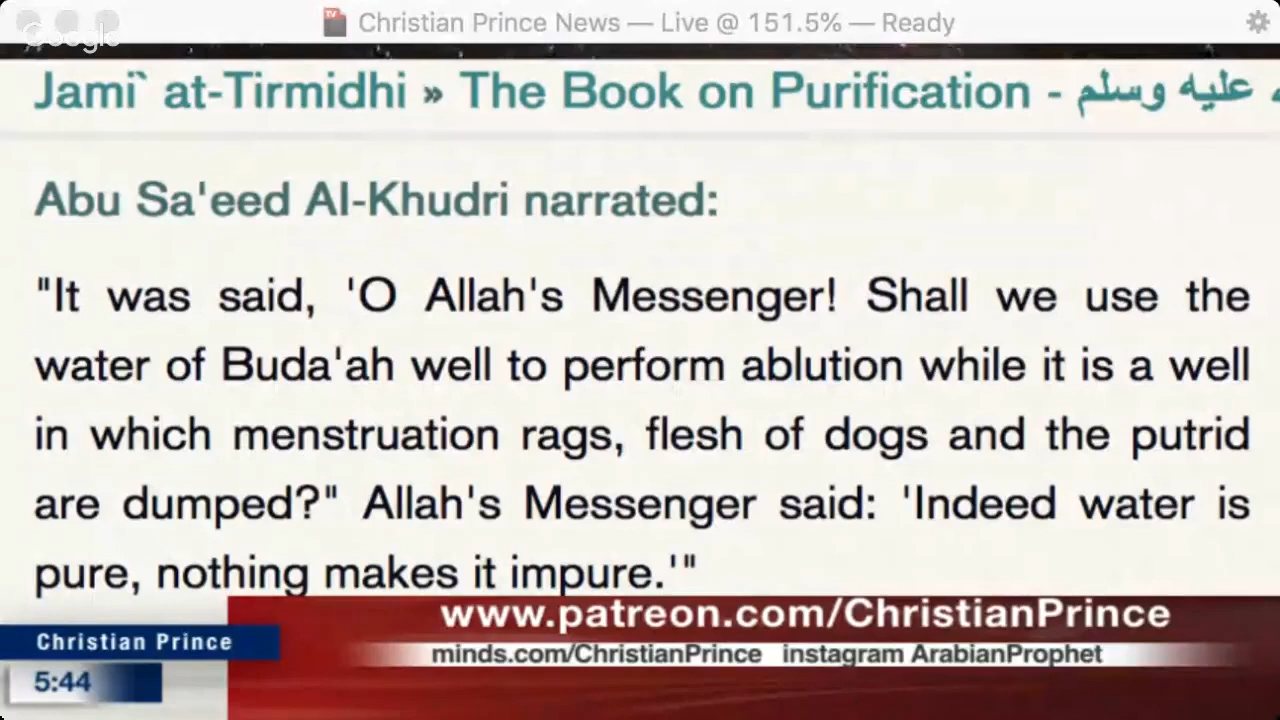 Christian Prince News — Live @ 151.5% — Ready
Google
Jami` at-Tirmidhi » The Book on Purification - عليه وسلم
Abu Sa'eed Al-Khudri narrated:
"It was said, 'O Allah's Messenger! Shall we use the
water of Buda'ah well to perform ablution while it is a well
in which menstruation rags, flesh of dogs and the putrid
are dumped?" Allah's Messenger said: 'Indeed water is
pure, nothing makes it impure.'"
www.patreon.com/ChristianPrince
Christian Prince
minds.com/ChristianPrince instagram ArabianProphet
5:44